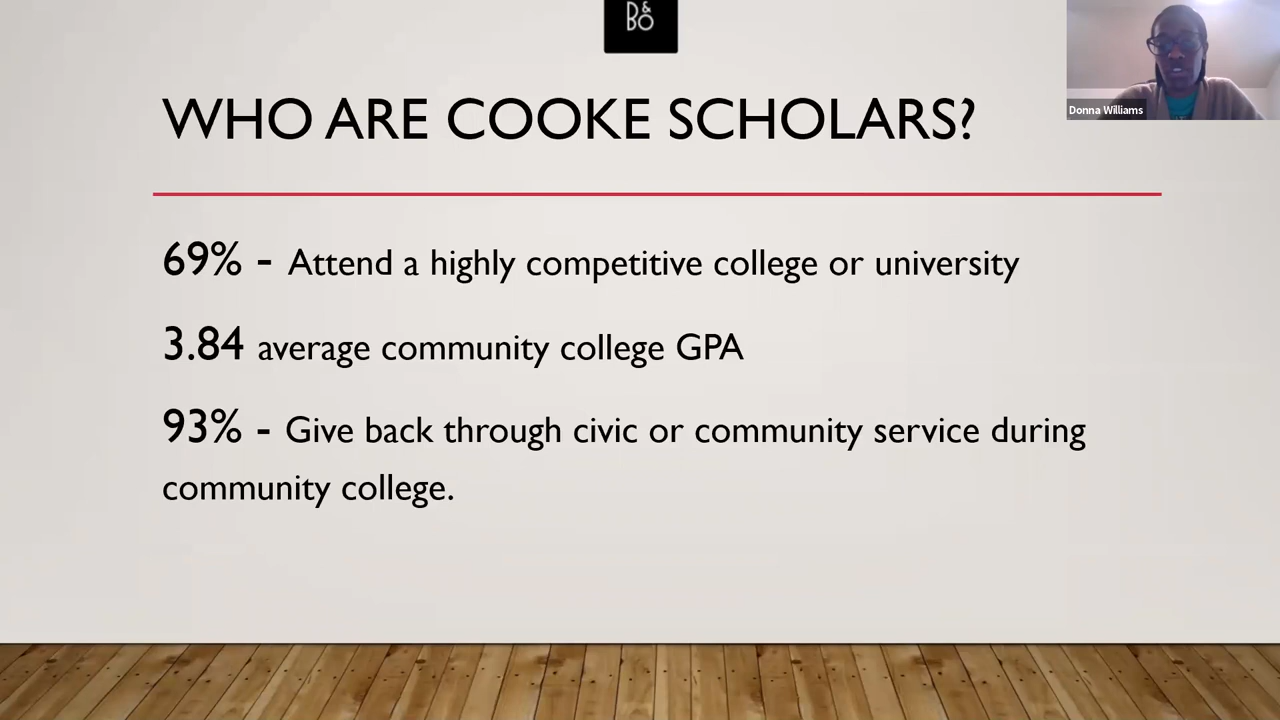 D&
BO
Donna Williams
WHO ARE COOKE SCHOLARS?
69% - Attend a highly competitive college or university
3.84 average community college GPA
93% - Give back through civic or community service during
community college.